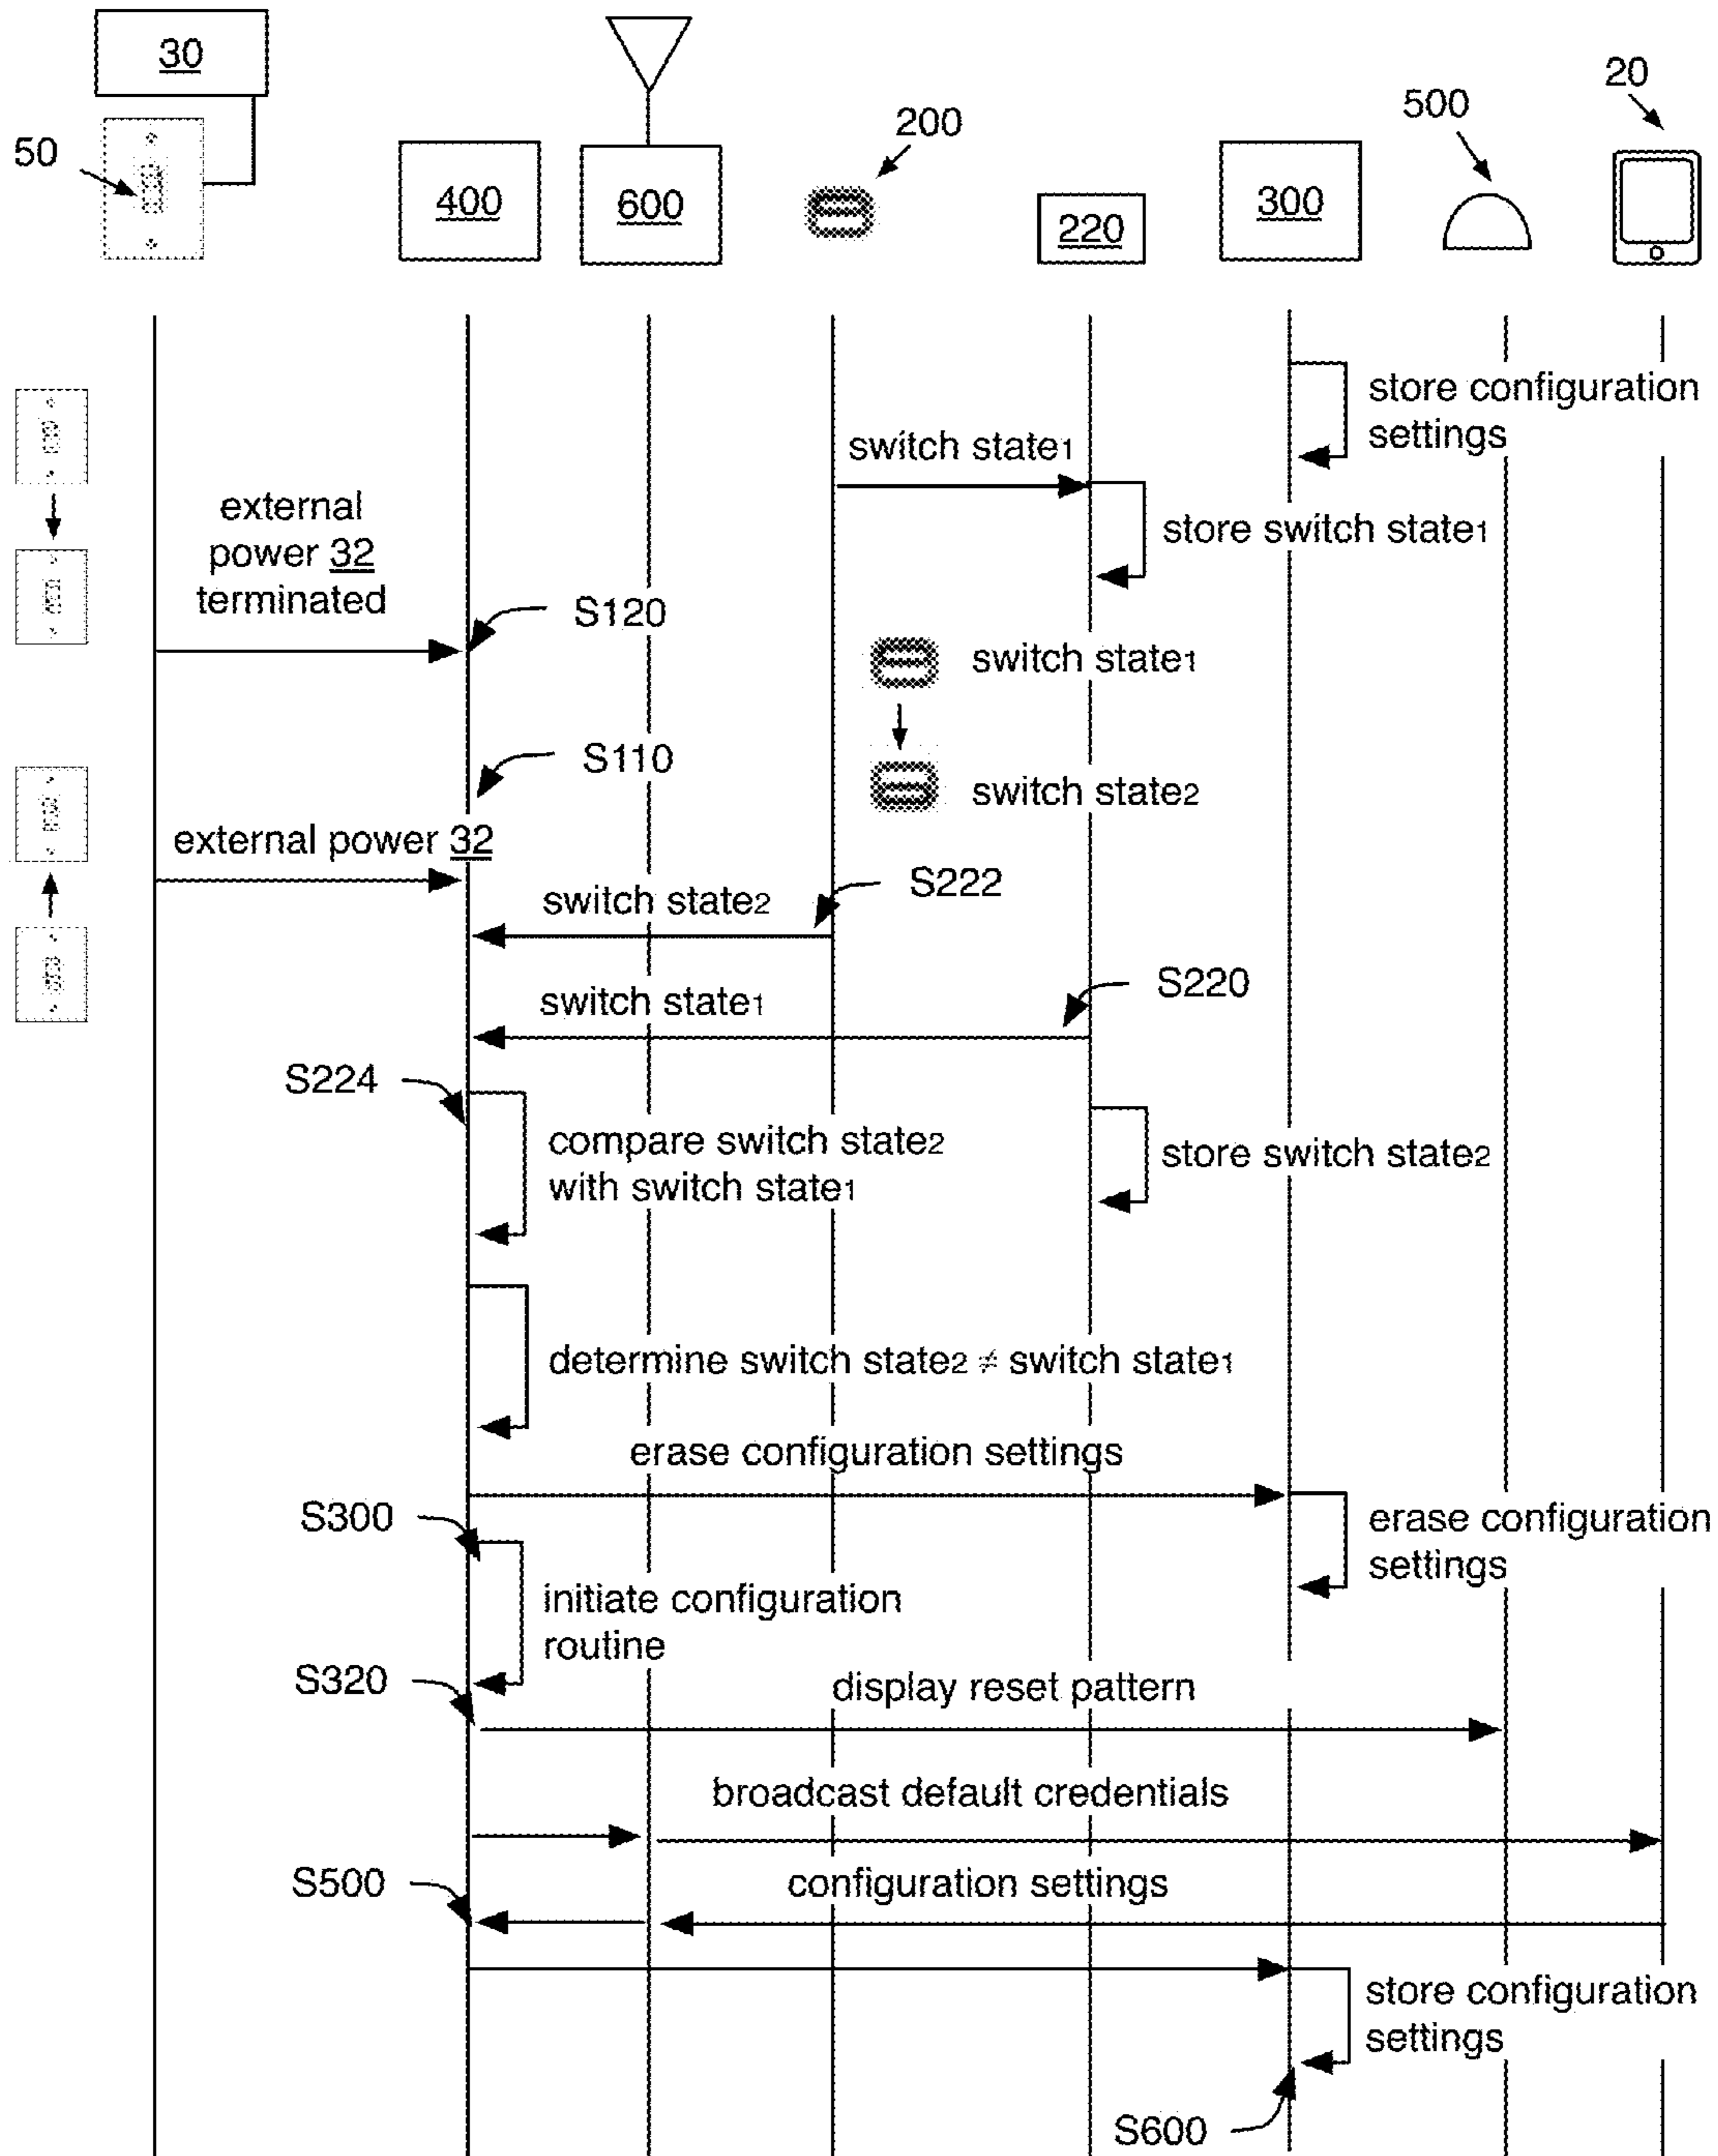 30
20
500
50
200
400
600
220
300
store configuration
settings
switch state1
external
power 32
terminated
store switch state1
S120
switch state1
S110
switch state2
external power 32
S222
switch state2
S220
switch state1
S224
compare switch state2
with switch state1
store switch state2
determine switch state2 ≠ switch state1
erase configuration settings
S300
erase configuration
settings
initiate configuration
routine
S320
display reset pattern
broadcast default credentials
S500
configuration settings
store configuration
settings
S600